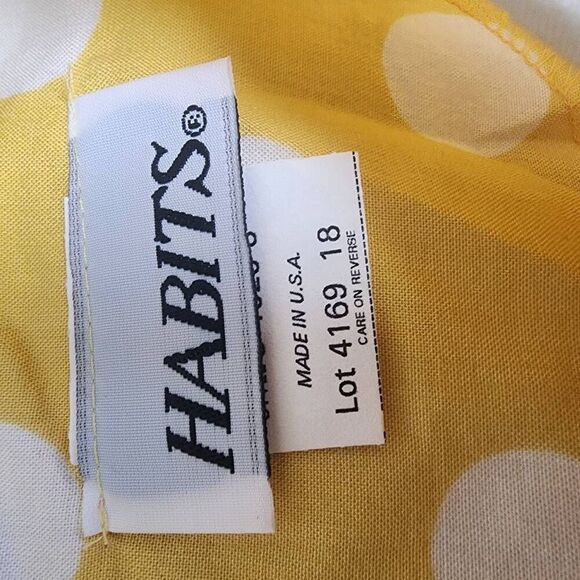 HABITS®
MADE IN U.S.A.
Lot 4169 18
CARE ON REVERSE